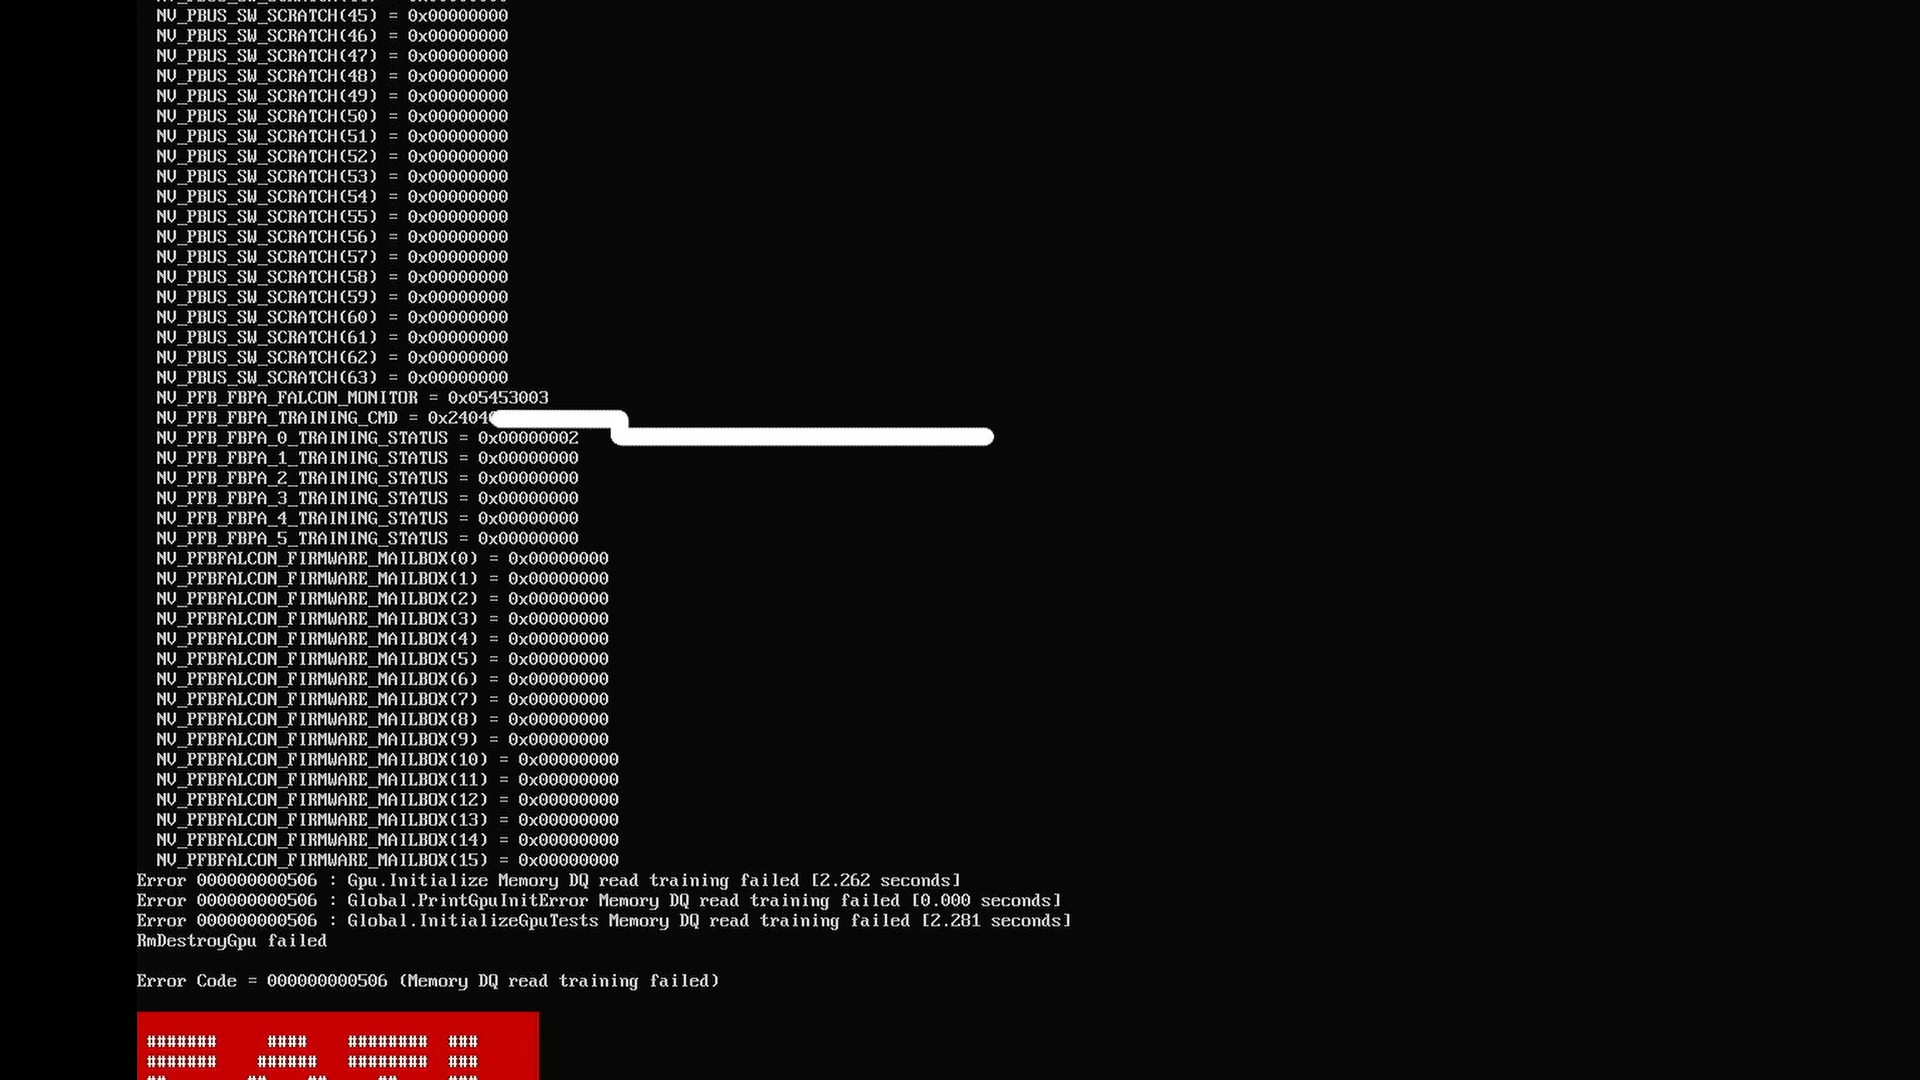 NV_PBUS_SW_SCRATCH(45) = 0x00000000
NV_PBUS_SW_SCRATCH(46) = 0x00000000
NV_PBUS_SW_SCRATCH(47) = 0x00000000
NV_PBUS_SW_SCRATCH(48) = 0x00000000
NV_PBUS_SW_SCRATCH(49) = 0x00000000
NV_PBUS_SW_SCRATCH(50) = 0x00000000
NV_PBUS_SW_SCRATCH(51) = 0x00000000
NV_PBUS_SW_SCRATCH(52) = 0x00000000
NV_PBUS_SW_SCRATCH(53) = 0x00000000
NV_PBUS_SW_SCRATCH(54) = 0x00000000
NV_PBUS_SW_SCRATCH(55) = 0x00000000
NV_PBUS_SW_SCRATCH(56) = 0x00000000
NV_PBUS_SW_SCRATCH(57) = 0x00000000
NV_PBUS_SW_SCRATCH(58) = 0x00000000
NV_PBUS_SW_SCRATCH(59) = 0x00000000
NV_PBUS_SW_SCRATCH(60) = 0x00000000
NV_PBUS_SW_SCRATCH(61) = 0x00000000
NV_PBUS_SW_SCRATCH(62) = 0x00000000
NV_PBUS_SW_SCRATCH(63) = 0x00000000
NV_PFB_FBPA_FALCON_MONITOR = 0x05453003
NV_PFB_FBPA_TRAINING_CMD =
NV_PFB_FBPA_0_TRAINING_STATUS = 0x00000002
NV_PFB_FBPA_1_TRAINING_STATUS = 0x00000000
NV_PFB_FBPA_2_TRAINING_STATUS = 0x00000000
NV_PFB_FBPA_3_TRAINING_STATUS = 0x00000000
NV_PFB_FBPA_4_TRAINING_STATUS = 0x00000000
NV_PFB_FBPA_5_TRAINING_STATUS = 0x00000000
NV_PFBFALCON_FIRMWARE_MAILBOX(0) = 0x00000000
NV_PFBFALCON_FIRMWARE_MAILBOX(1) = 0x00000000
NV_PFBFALCON_FIRMWARE_MAILBOX(2) = 0x00000000
NV_PFBFALCON_FIRMWARE_MAILBOX(3) = 0x00000000
NV_PFBFALCON_FIRMWARE_MAILBOX(4) = 0x00000000
NV_PFBFALCON_FIRMWARE_MAILBOX(5) = 0x00000000
NV_PFBFALCON_FIRMWARE_MAILBOX(6) = 0x00000000
NV_PFBFALCON_FIRMWARE_MAILBOX(7) = 0x00000000
NV_PFBFALCON_FIRMWARE_MAILBOX(8) = 0x00000000
NV_PFBFALCON_FIRMWARE_MAILBOX(9) = 0x00000000
NV_PFBFALCON_FIRMWARE_MAILBOX(10) = 0x00000000
NV_PFBFALCON_FIRMWARE_MAILBOX(11) = 0x00000000
NV_PFBFALCON_FIRMWARE_MAILBOX(12) = 0x00000000
NV_PFBFALCON_FIRMWARE_MAILBOX(13) = 0x00000000
NV_PFBFALCON_FIRMWARE_MAILBOX(14) = 0x00000000
NV_PFBFALCON_FIRMWARE_MAILBOX(15) = 0x00000000
Error 000000000506 : Gpu.Initialize Memory DQ read training failed [2.262 seconds]
Error 000000000506 : Global.PrintGpuInitError Memory DQ read training failed [0.000 seconds]
Error 000000000506 : Global.InitializeGpuTests Memory DQ read training failed [2.281 seconds]
RmDestroyGpu failed
Error Code = 000000000506 (Memory DQ read training failed)
####### #### ######## ###
####### ###### ######## ###